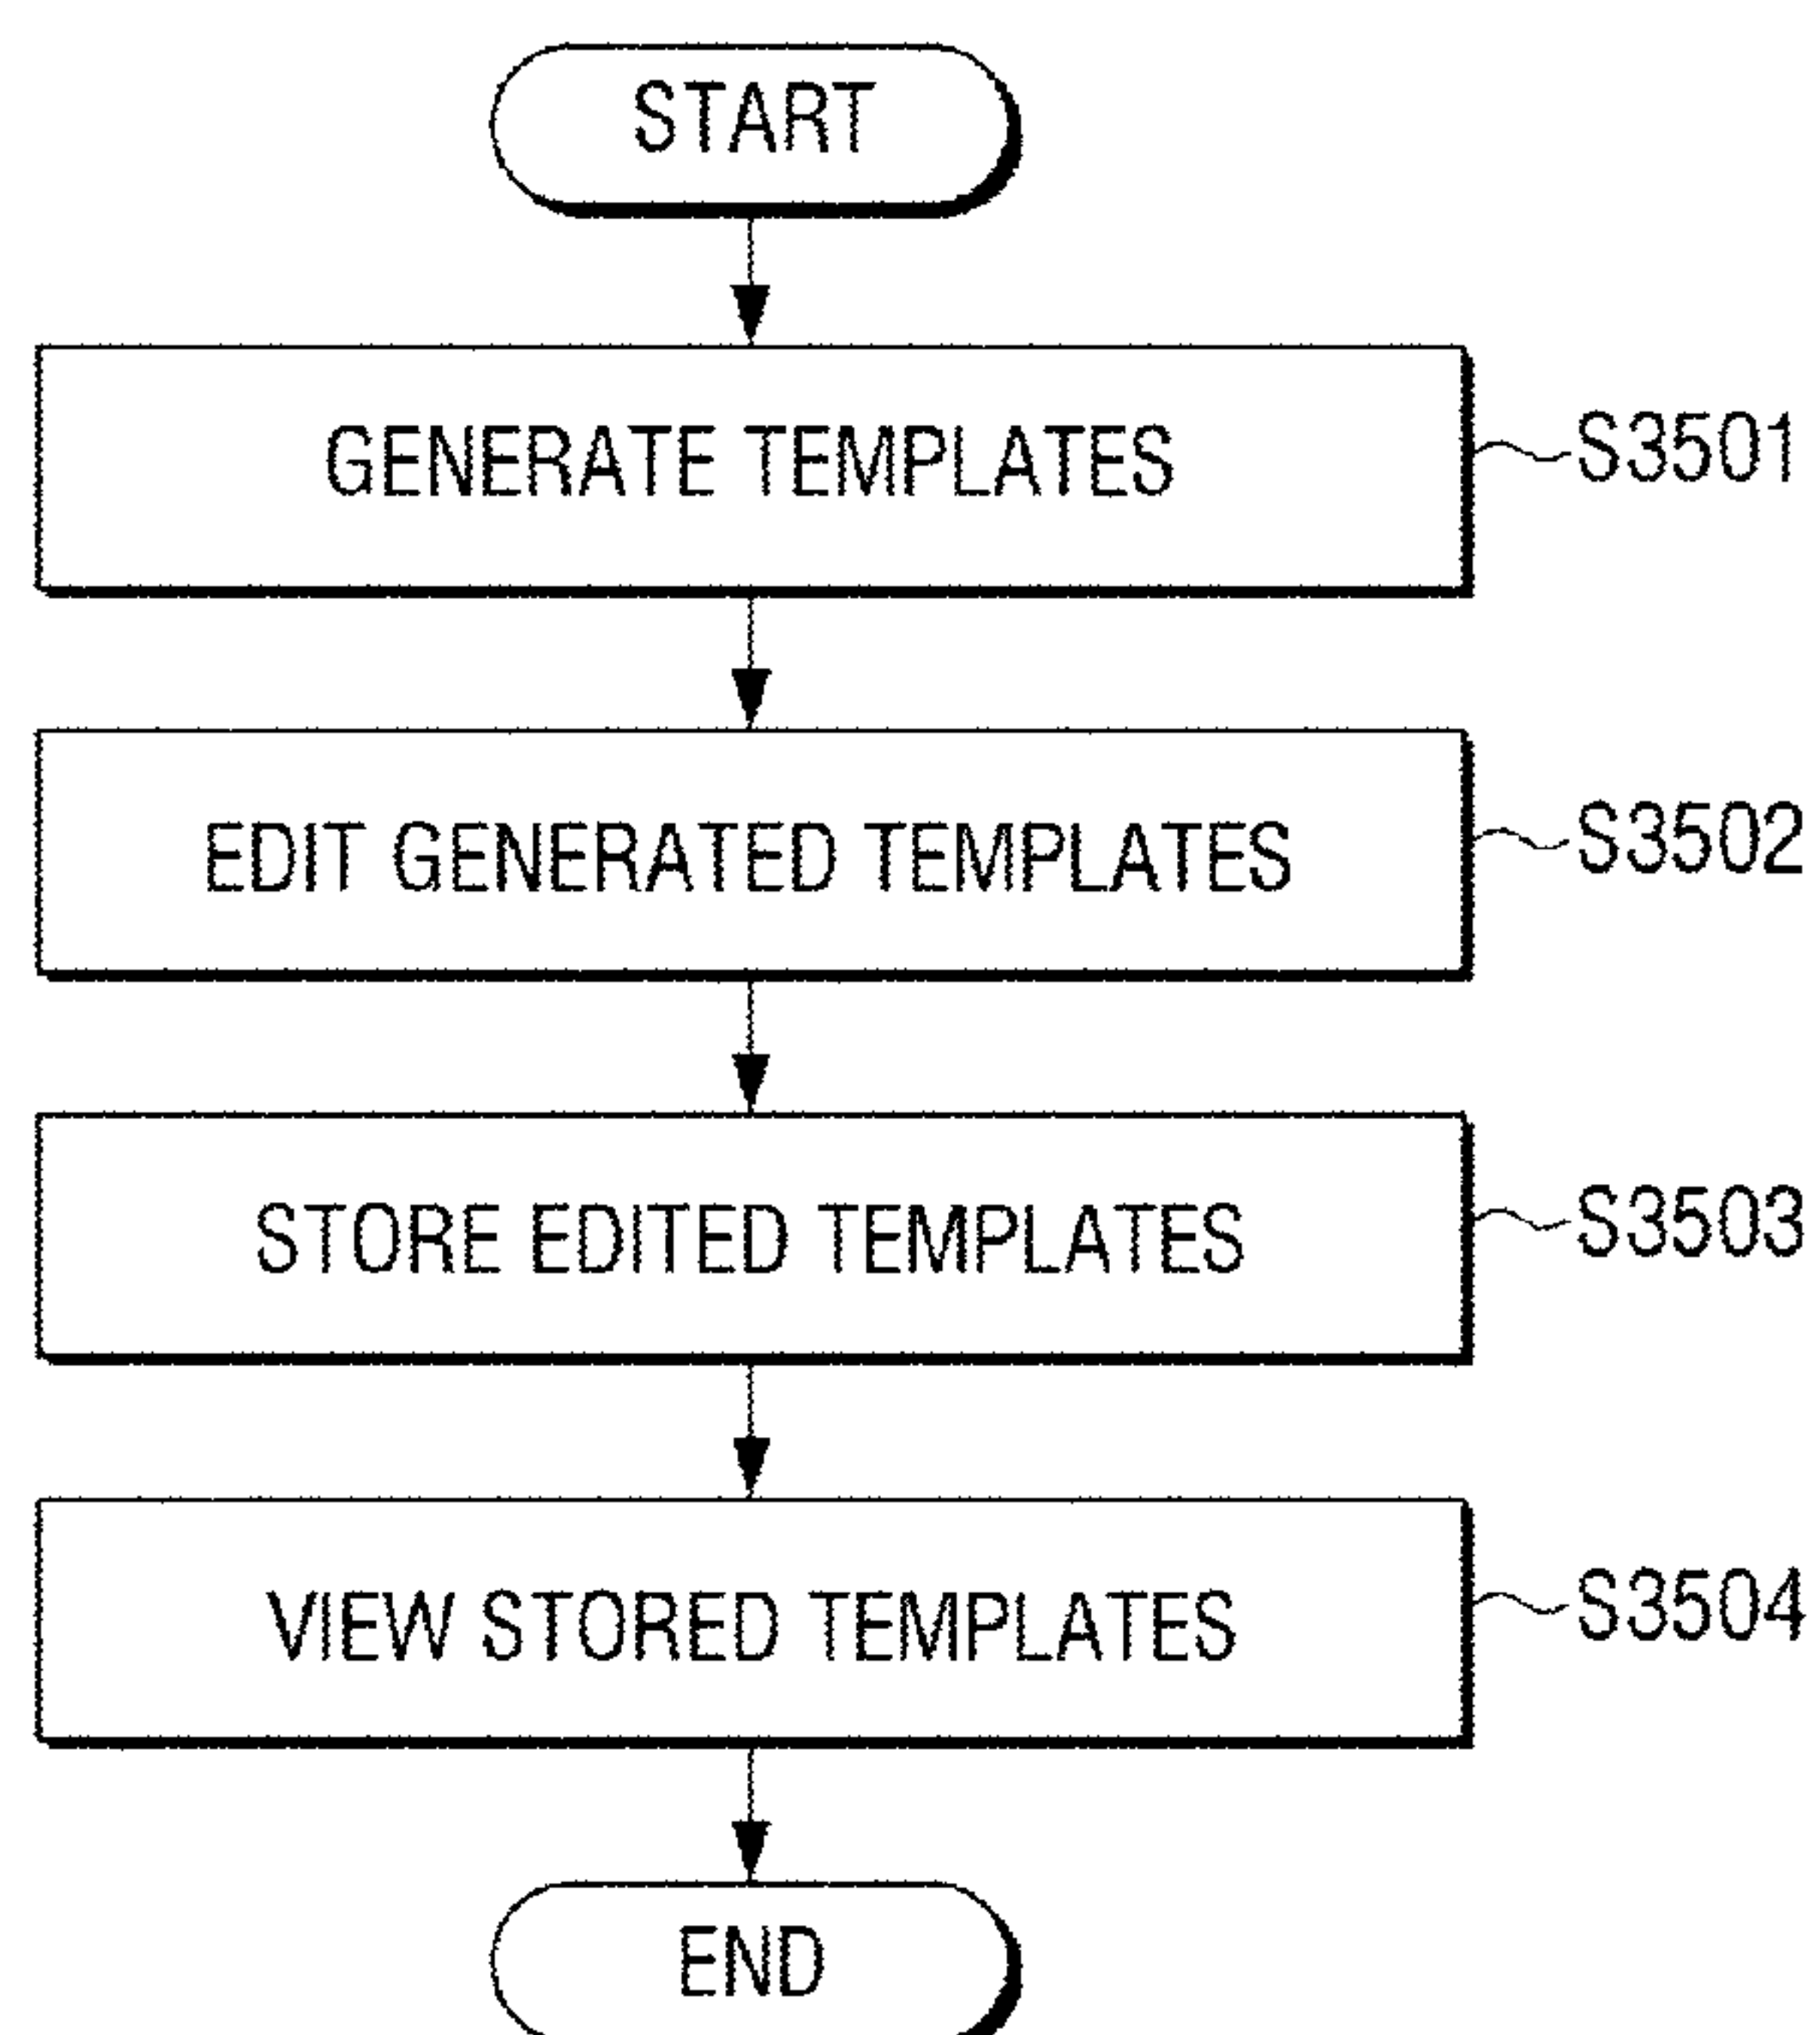 START
GENERATE TEMPLATES
S3501
EDIT GENERATED TEMPLATES
S3502
STORE EDITED TEMPLATES
S3503
VIEW STORED TEMPLATES
S3504
END